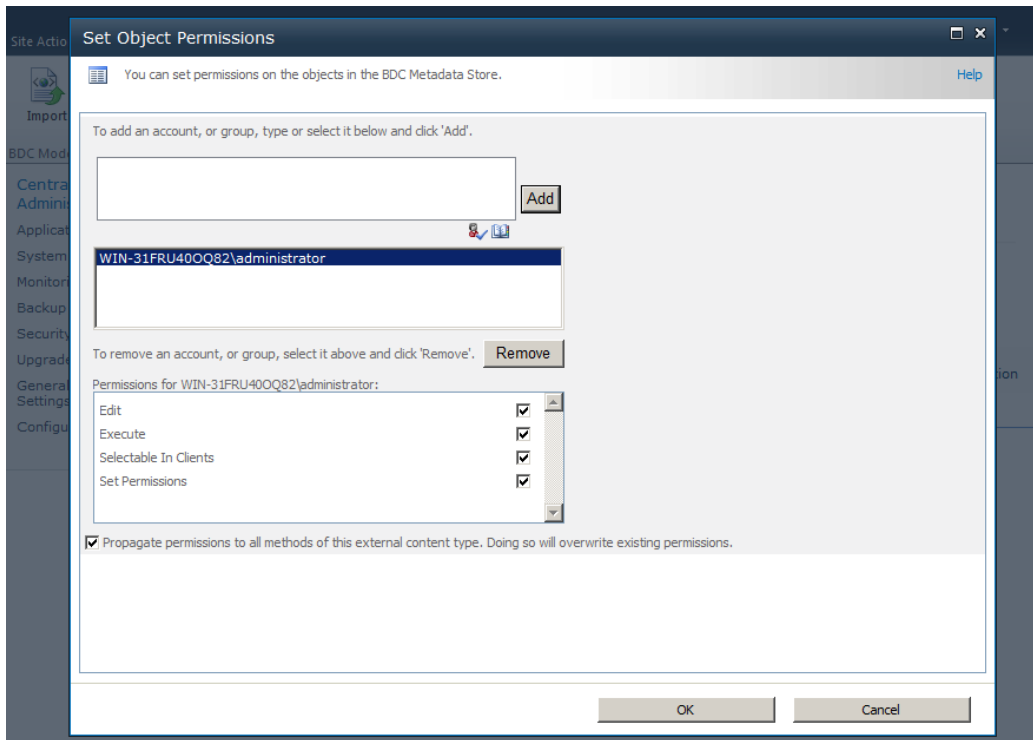 Site Actio
Set Object Permissions
You can set permissions on the objects in the BDC Metadata Store.
Help
Import
To add an account, or group, type or select it below and click 'Add'.
BDC Mod
Add
Centra
Adminis
Applicat
System
WIN-31FRU40OQ82\administrator
Monitori
Backup
Security
To remove an account, or group, select it above and click 'Remove'.
Remove
Upgrade
ion
General
Settings
Permissions for WIN-31FRU40OQ82\administrator:
Edit
Configu
Execute
Selectable In Clients
Set Permissions
Propagate permissions to all methods of this external content type. Doing so will overwrite existing permissions.
OK
Cancel